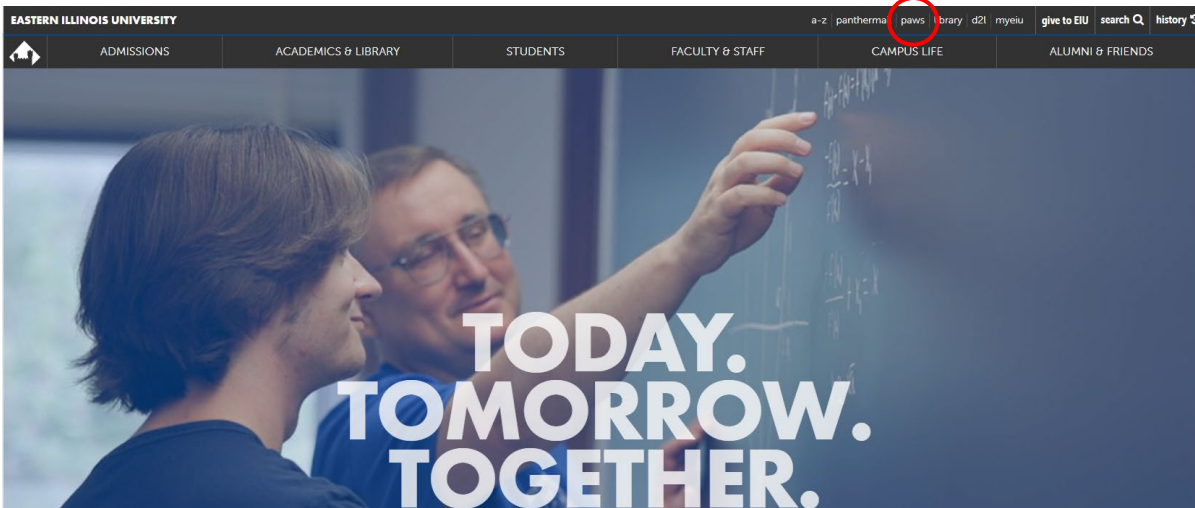 EASTERN ILLINOIS UNIVERSITY a-z paws library d2l myeiu give to EIU search history
ADMISSIONS ACADEMICS & LIBRARY STUDENTS FACULTY & STAFF CAMPUS LIFE ALUMNI & FRIENDS
TODAY.
TOMORROW.
TOGETHER.